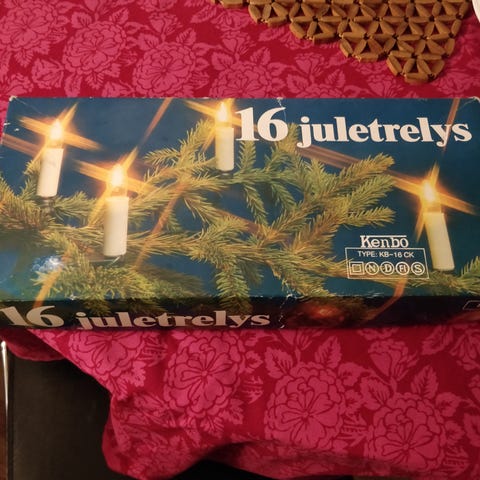 16 juletrelys
Kenbo
TYPE: KB-16 CK
N D R S
16 juletrelys